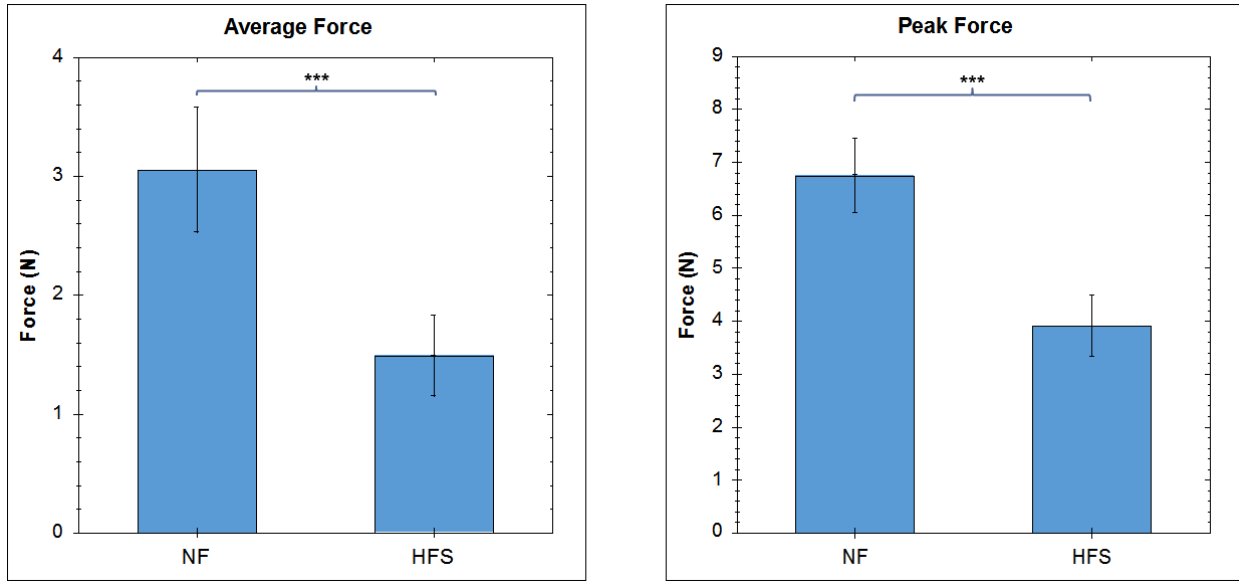 Average Force
4
***
3
2
1
0
Force (N)
NF HFS
Peak Force
9
***
8
7
6
5
4
3
2
1
0
Force (N)
NF HFS